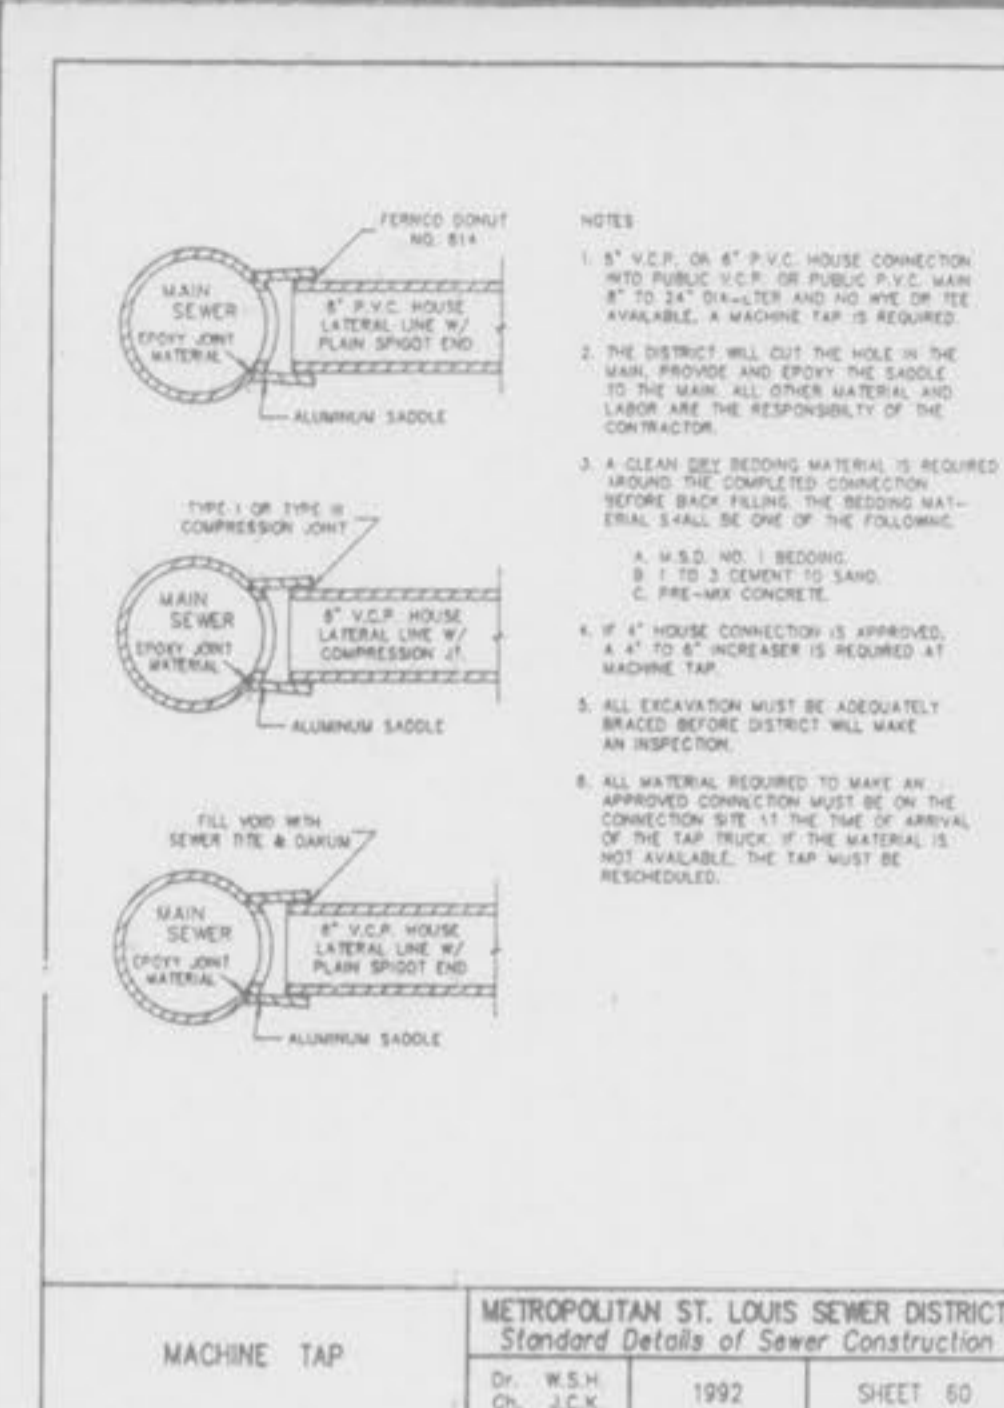 FERNCO DONUT
NO.
MAIN
SEWER
EPOXY JOINT
MATERIAL
6" P.V.C. HOUSE
LATERAL LINE W/
PLAIN SPIGOT END
ALUMINUM SADDLE
TYPE I OR TYPE III
COMPRESSION JOINT
MAIN
SEWER
EPOXY JOINT
MATERIAL
6" V.C.P. HOUSE
LATERAL LINE W/
COMPRESSION JT.
ALUMINUM SADDLE
FILL VOID WITH
SEWER TITE & OAKUM
MAIN
SEWER
EPOXY JOINT
MATERIAL
6" V.C.P. HOUSE
LATERAL LINE W/
PLAIN SPIGOT END
ALUMINUM SADDLE
NOTES
1. 6" V.C.P. OR 6" P.V.C. HOUSE CONNECTION
INTO PUBLIC V.C.P. OR PUBLIC P.V.C. MAIN
8" TO 24" DIAMETER AND NO WYE OR TEE
AVAILABLE, A MACHINE TAP IS REQUIRED.
2. THE DISTRICT WILL CUT THE HOLE IN THE
MAIN, PROVIDE AND EPOXY THE SADDLE
TO THE MAIN. ALL OTHER MATERIAL AND
LABOR ARE THE RESPONSIBILTY OF THE
CONTRACTOR.
3. A CLEAN DRY BEDDING MATERIAL IS REQUIRED
AROUND THE COMPLETED CONNECTION
BEFORE BACK FILLING. THE BEDDING MAT-
ERIAL SHALL BE ONE OF THE FOLLOWING.
A. M.S.D. NO. 1 BEDDING.
B. 1 TO 3 CEMENT TO SAND.
C. PRE-MIX CONCRETE.
4. IF 4" HOUSE CONNECTION IS APPROVED,
A 4" TO 6" INCREASER IS REQUIRED AT
MACHINE TAP.
5. ALL EXCAVATION MUST BE ADEQUATELY
BRACED BEFORE DISTRICT WILL MAKE
AN INSPECTION.
6. ALL MATERIAL REQUIRED TO MAKE AN
APPROVED CONNECTION MUST BE ON THE
CONNECTION SITE AT THE TIME OF ARRIVAL
OF THE TAP TRUCK. IF THE MATERIAL IS
NOT AVAILABLE, THE TAP MUST BE
RESCHEDULED.
MACHINE TAP
METROPOLITAN ST. LOUIS SEWER DISTRICT
Standard Details of Sewer Construction
Dr. W.S.H.
Ch. J.C.K.
1992
SHEET 60